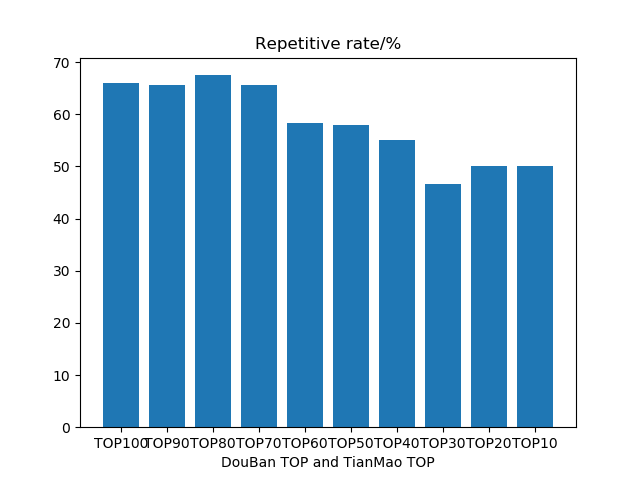 Repetitive rate/%
70
60
50
40
30
20
10
0
TOP100 TOP90 TOP80 TOP70 TOP60 TOP50 TOP40 TOP30 TOP20 TOP10
DouBan TOP and TianMao TOP